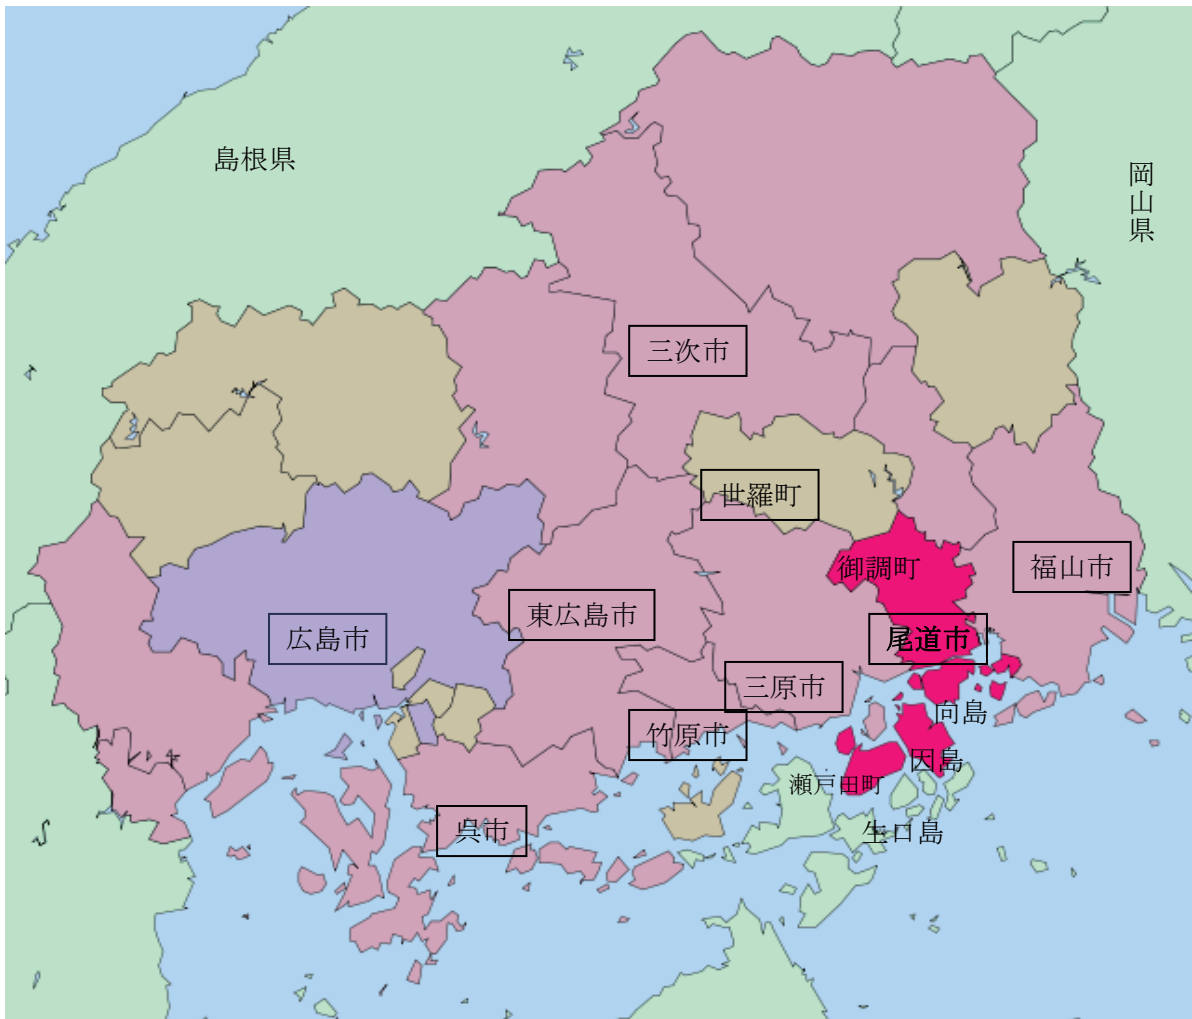 島根県
岡山県
三次市
世羅町
福山市
御調町
東広島市
広島市
尾道市
三原市
向島
竹原市
因島
瀬戸田町
生口島
呉市